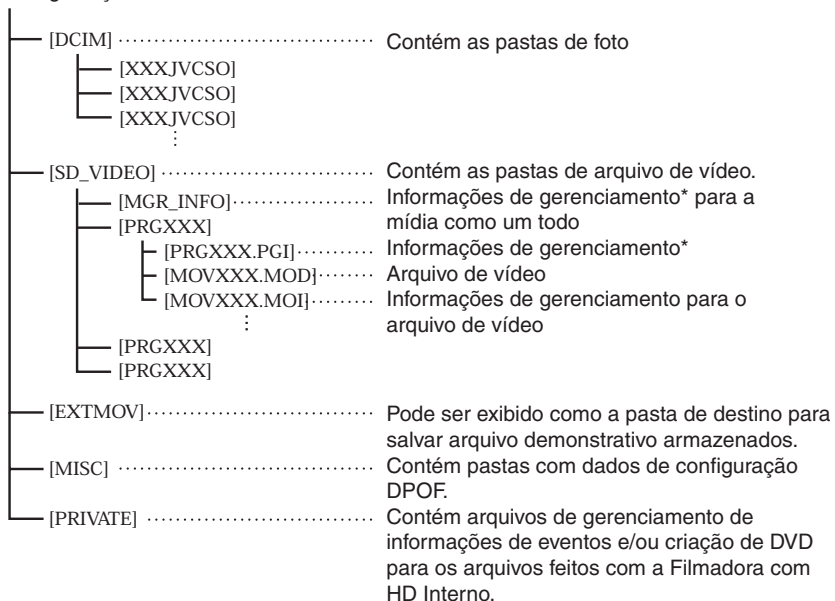 [DCIM] Contém as pastas de foto
[XXXJVCSO]
[XXXJVCSO]
[XXXJVCSO]
[SD_VIDEO] Contém as pastas de arquivo de vídeo.
[MGR_INFO] Informações de gerenciamento* para a
mídia como um todo
[PRGXXX]
[PRGXXX.PGI] Informações de gerenciamento*
[MOVXXX.MOD] Arquivo de vídeo
[MOVXXX.MOI] Informações de gerenciamento para o
arquivo de vídeo
[PRGXXX]
[PRGXXX]
[EXTMOV] Pode ser exibido como a pasta de destino para
salvar arquivo demonstrativo armazenados.
[MISC] Contém pastas com dados de configuração
DPOF.
[PRIVATE] Contém arquivos de gerenciamento de
informações de eventos e/ou criação de DVD
para os arquivos feitos com a Filmadora com
HD Interno.